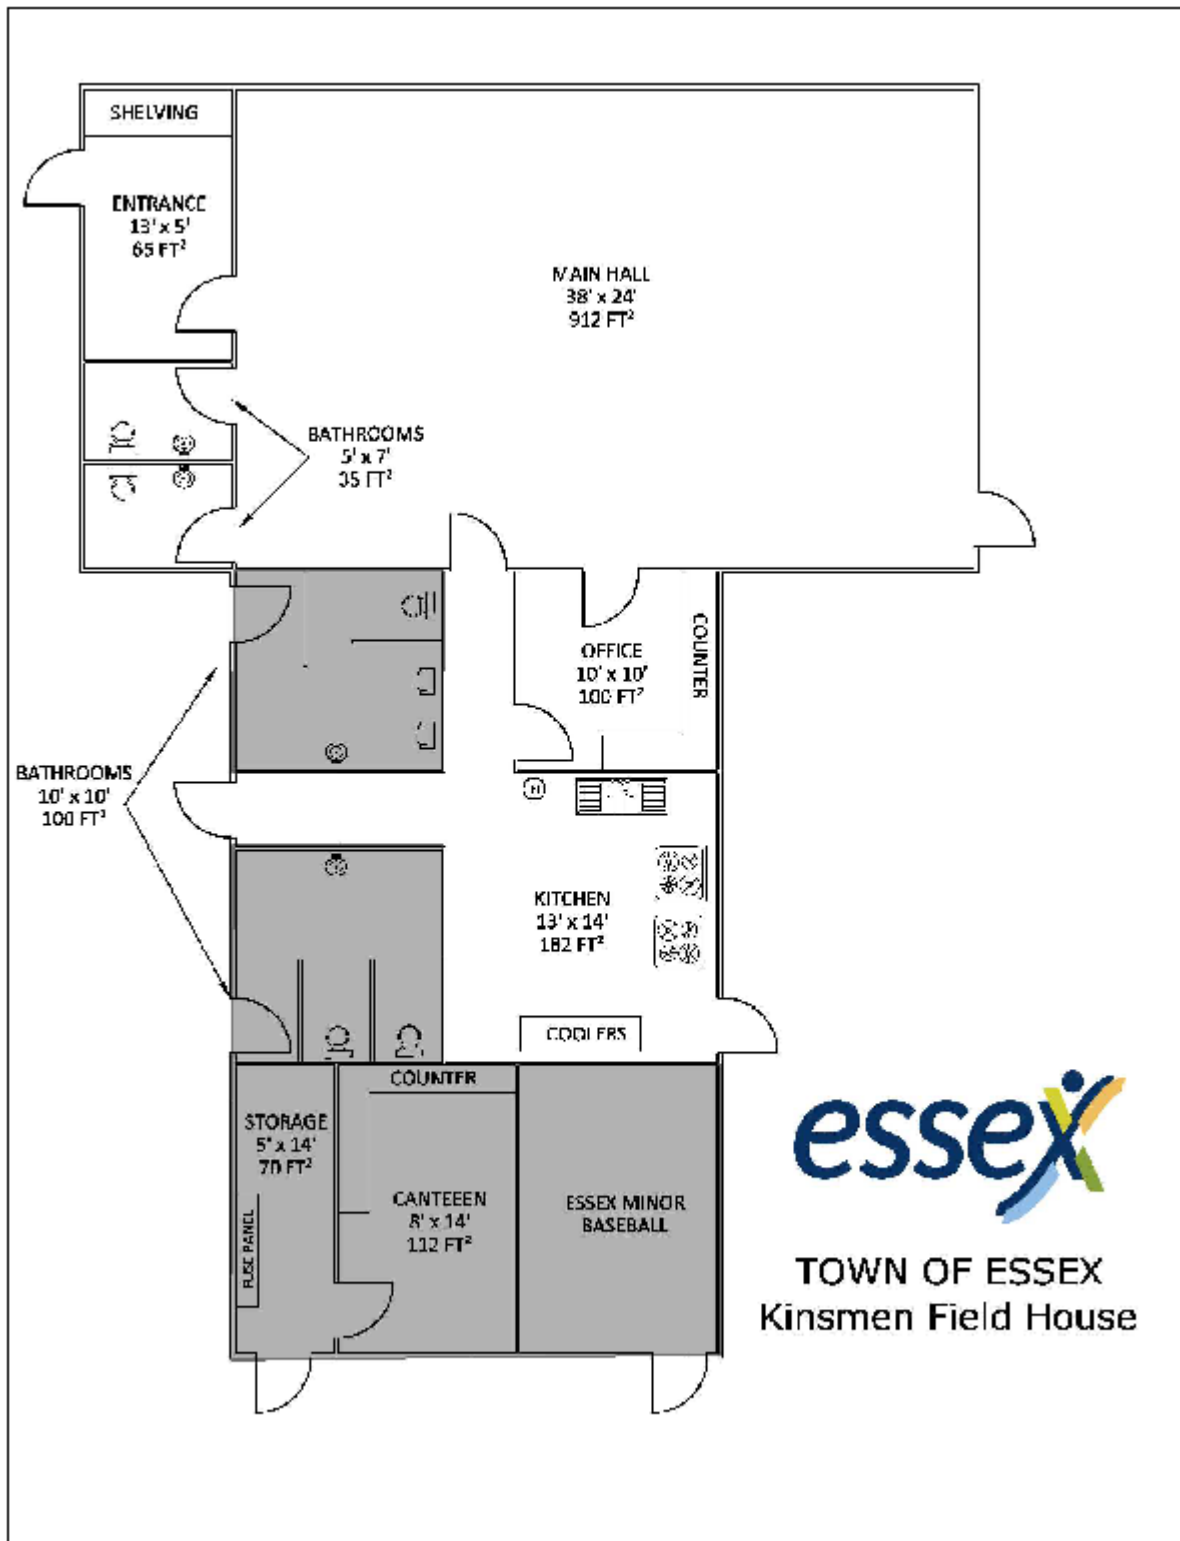 SHELVING
ENTRANCE
13' x 5'
65 FT²
MAIN HALL
38' x 24'
912 FT²
BATHROOMS
5' x 7'
35 FT²
OFFICE
10' x 10'
100 FT²
COUNTER
BATHROOMS
10' x 10'
100 FT²
KITCHEN
13' x 14'
182 FT²
COOLERS
COUNTER
STORAGE
5' x 14'
70 FT²
FUSE PANEL
CANTEEEN
8' x 14'
112 FT²
ESSEX MINOR
BASEBALL
essex
TOWN OF ESSEX
Kinsmen Field House